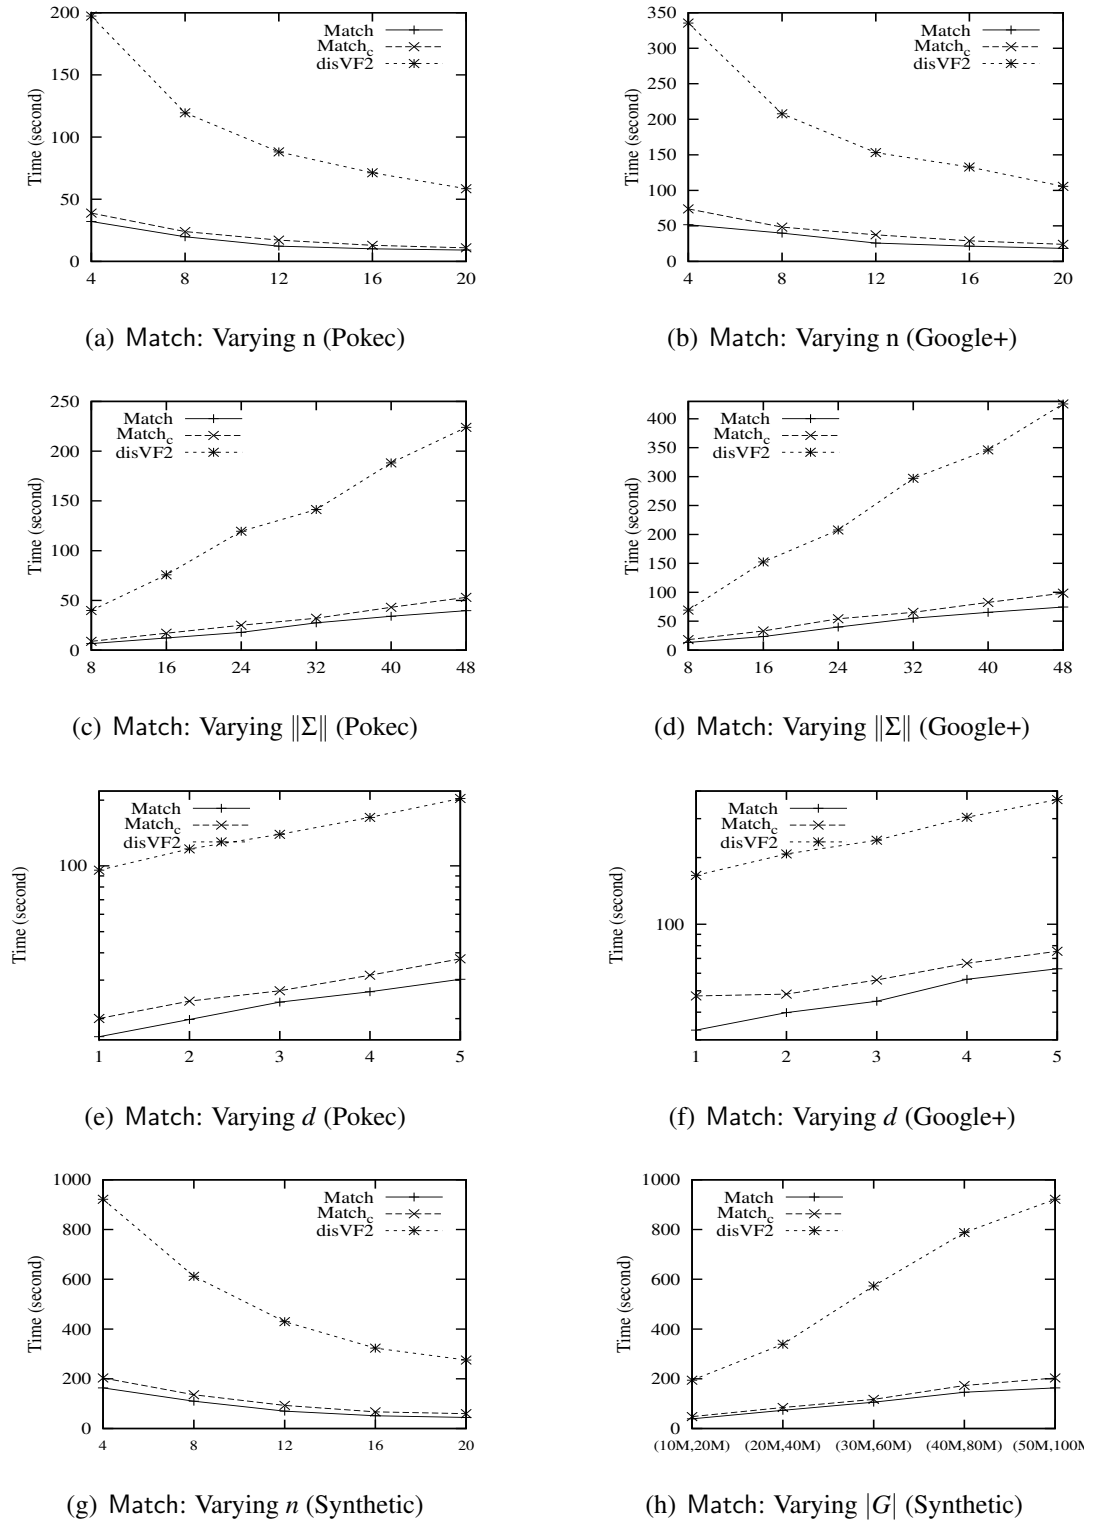 Time (second)
200
150
100
50
0
4 8 12 16 20
Match
Match_c
disVF2
(a) Match: Varying n (Pokec)
Time (second)
350
300
250
200
150
100
50
0
4 8 12 16 20
Match
Match_c
disVF2
(b) Match: Varying n (Google+)
Time (second)
250
200
150
100
50
0
8 16 24 32 40 48
Match
Match_c
disVF2
(c) Match: Varying ‖Σ‖ (Pokec)
Time (second)
400
350
300
250
200
150
100
50
0
8 16 24 32 40 48
Match
Match_c
disVF2
(d) Match: Varying ‖Σ‖ (Google+)
Time (second)
100
1 2 3 4 5
Match
Match_c
disVF2
(e) Match: Varying d (Pokec)
Time (second)
100
1 2 3 4 5
Match
Match_c
disVF2
(f) Match: Varying d (Google+)
Time (second)
1000
800
600
400
200
0
4 8 12 16 20
Match
Match_c
disVF2
(g) Match: Varying n (Synthetic)
Time (second)
1000
800
600
400
200
0
(10M,20M) (20M,40M) (30M,60M) (40M,80M) (50M,100M
Match
Match_c
disVF2
(h) Match: Varying |G| (Synthetic)